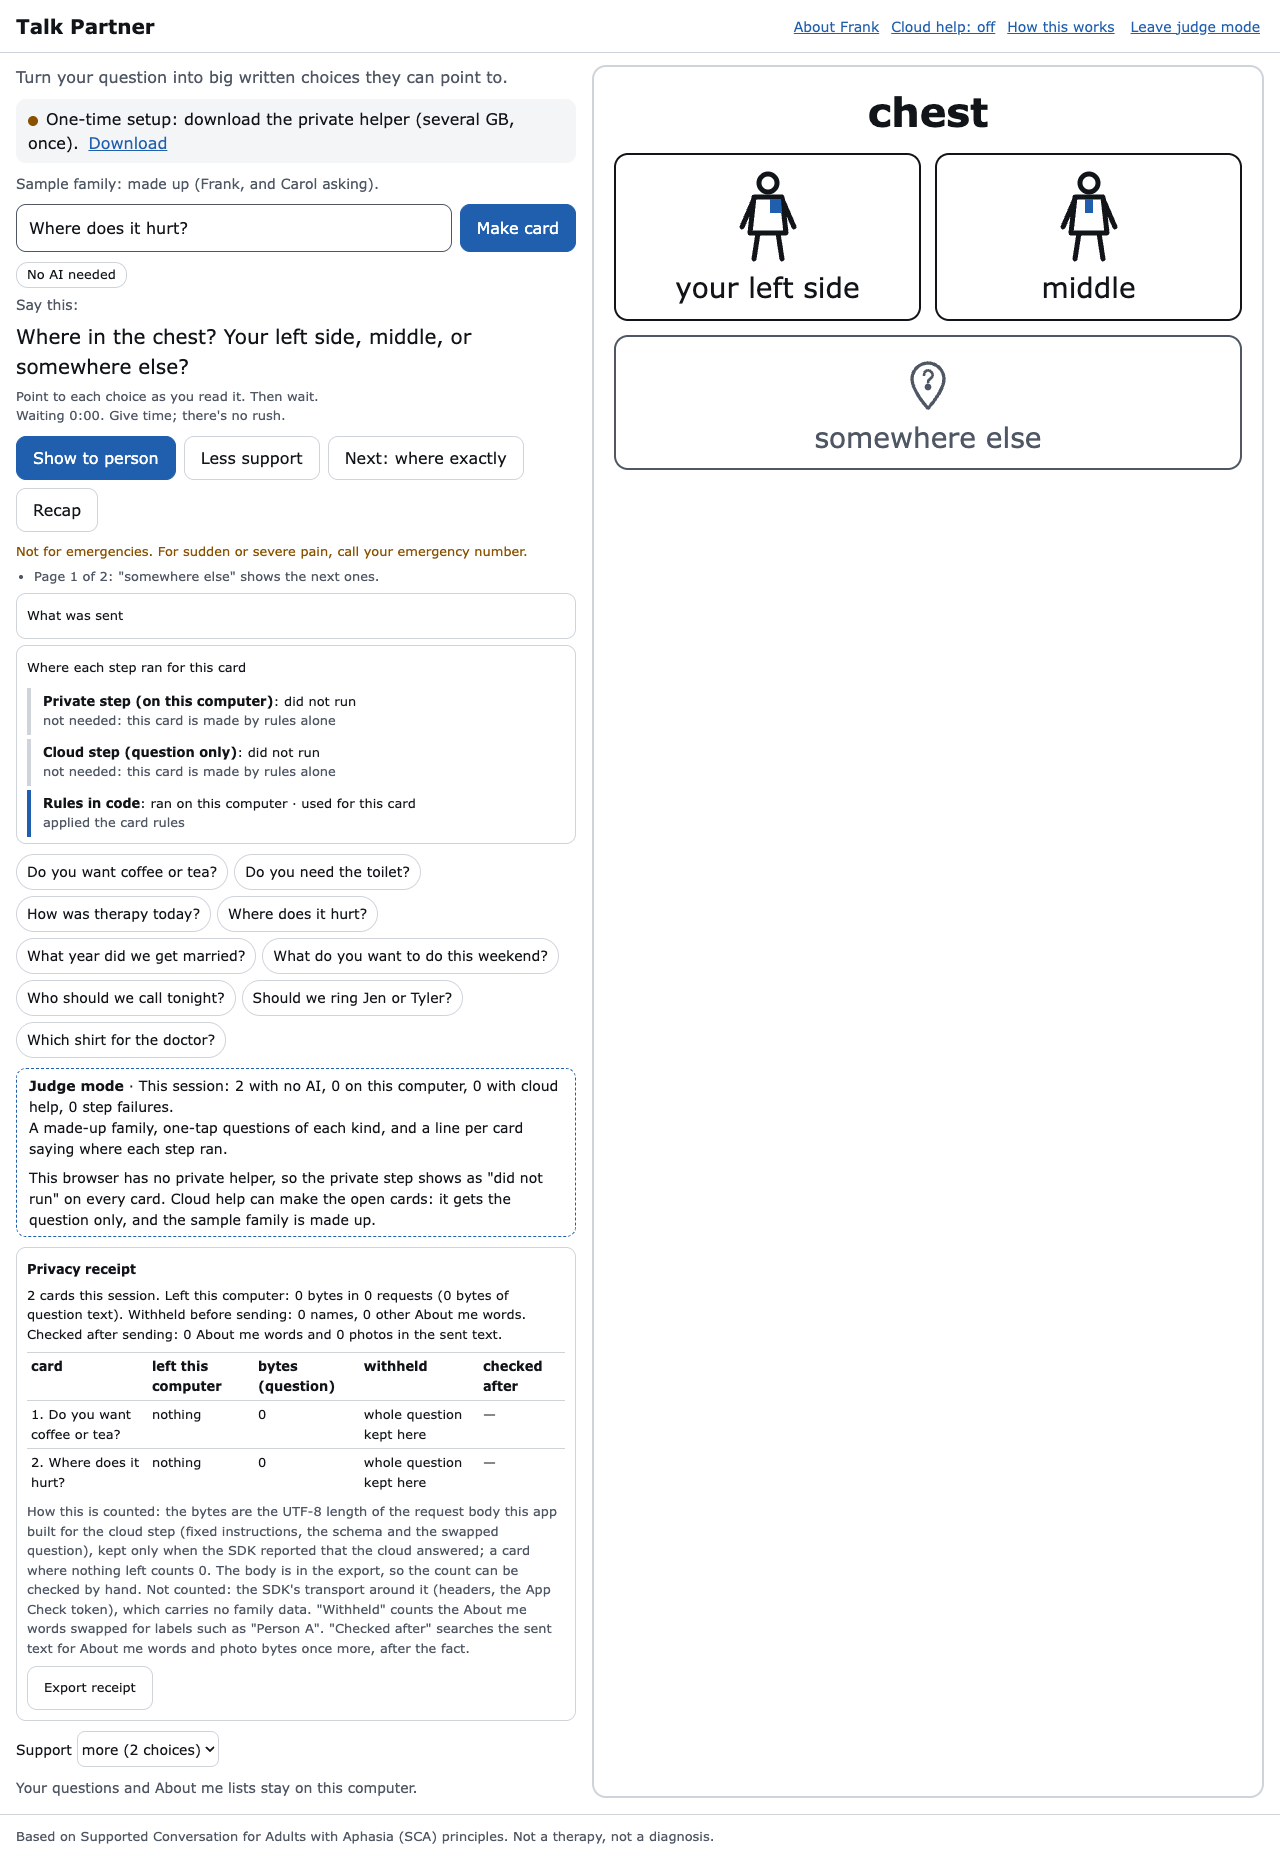 Talk Partner
About Frank Cloud help: off How this works Leave judge mode
Turn your question into big written choices they can point to.
One-time setup: download the private helper (several GB,
once). Download
Sample family: made up (Frank, and Carol asking).
Where does it hurt?
Make card
No AI needed
Say this:
Where in the chest? Your left side, middle, or
somewhere else?
Point to each choice as you read it. Then wait.
Waiting 0:00. Give time; there's no rush.
Show to person
Less support
Next: where exactly
Recap
Not for emergencies. For sudden or severe pain, call your emergency number.
• Page 1 of 2: "somewhere else" shows the next ones.
What was sent
Where each step ran for this card
Private step (on this computer): did not run
not needed: this card is made by rules alone
Cloud step (question only): did not run
not needed: this card is made by rules alone
Rules in code: ran on this computer · used for this card
applied the card rules
Do you want coffee or tea?
Do you need the toilet?
How was therapy today?
Where does it hurt?
What year did we get married?
What do you want to do this weekend?
Who should we call tonight?
Should we ring Jen or Tyler?
Which shirt for the doctor?
Judge mode · This session: 2 with no AI, 0 on this computer, 0 with cloud
help, 0 step failures.
A made-up family, one-tap questions of each kind, and a line per card
saying where each step ran.
This browser has no private helper, so the private step shows as "did not
run" on every card. Cloud help can make the open cards: it gets the
question only, and the sample family is made up.
Privacy receipt
2 cards this session. Left this computer: 0 bytes in 0 requests (0 bytes of
question text). Withheld before sending: 0 names, 0 other About me words.
Checked after sending: 0 About me words and 0 photos in the sent text.
card left this bytes withheld checked
computer (question) after
1. Do you want nothing 0 whole question —
coffee or tea? kept here
2. Where does it nothing 0 whole question —
hurt? kept here
How this is counted: the bytes are the UTF-8 length of the request body this app
built for the cloud step (fixed instructions, the schema and the swapped
question), kept only when the SDK reported that the cloud answered; a card
where nothing left counts 0. The body is in the export, so the count can be
checked by hand. Not counted: the SDK's transport around it (headers, the App
Check token), which carries no family data. "Withheld" counts the About me
words swapped for labels such as "Person A". "Checked after" searches the sent
text for About me words and photo bytes once more, after the fact.
Export receipt
Support more (2 choices)
Your questions and About me lists stay on this computer.
chest
your left side
middle
?
somewhere else
Based on Supported Conversation for Adults with Aphasia (SCA) principles. Not a therapy, not a diagnosis.